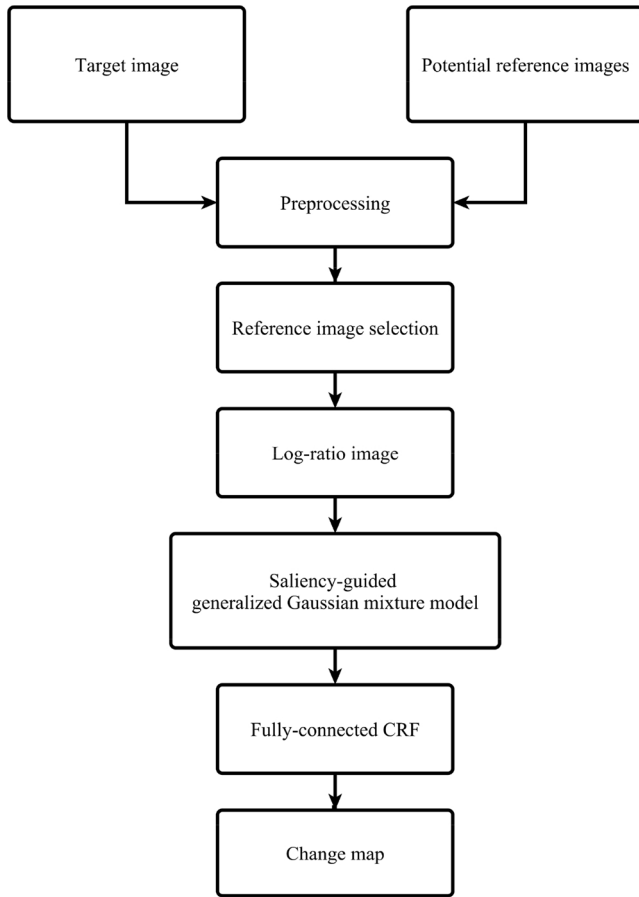 Target image
Potential reference images
Preprocessing
Reference image selection
Log-ratio image
Saliency-guided
generalized Gaussian mixture model
Fully-connected CRF
Change map